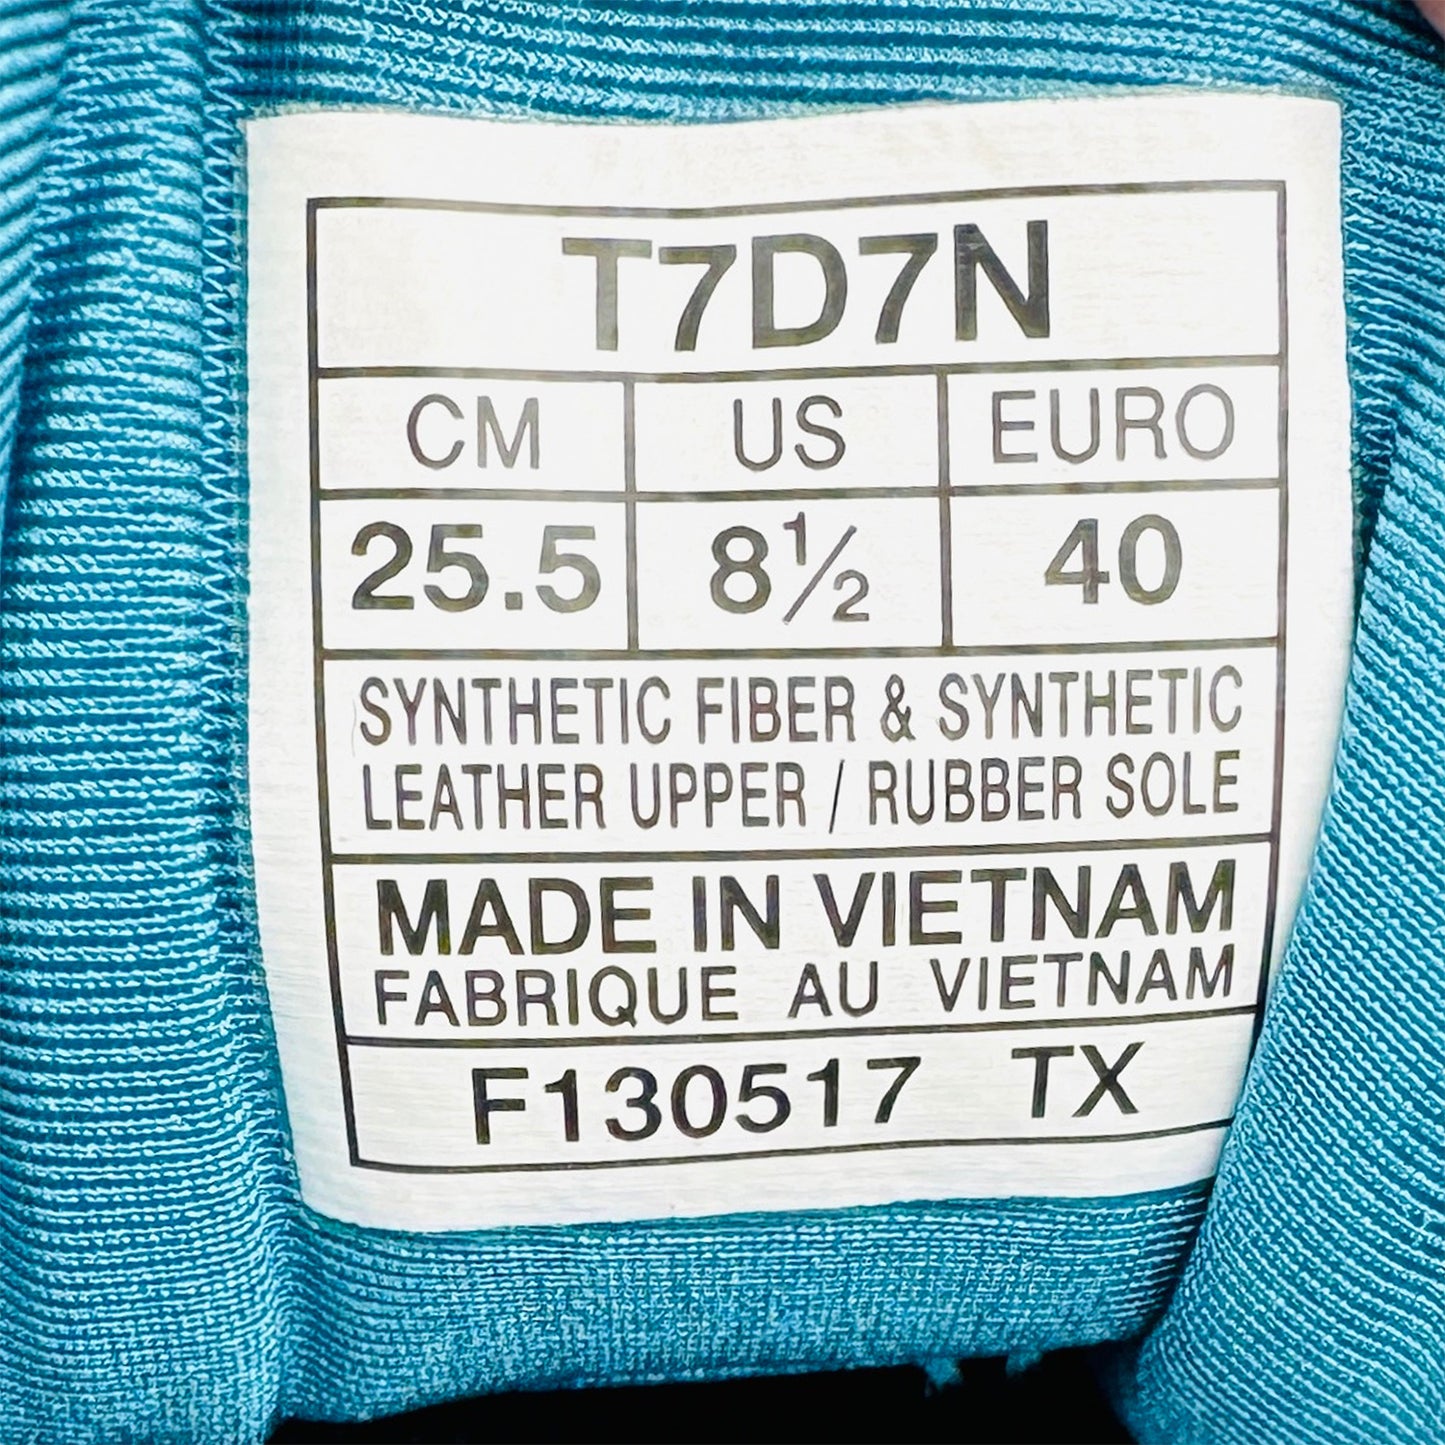 T7D7N
CM US EURO
25.5 8½ 40
SYNTHETIC FIBER & SYNTHETIC
LEATHER UPPER / RUBBER SOLE
MADE IN VIETNAM
FABRIQUE AU VIETNAM
F130517 TX